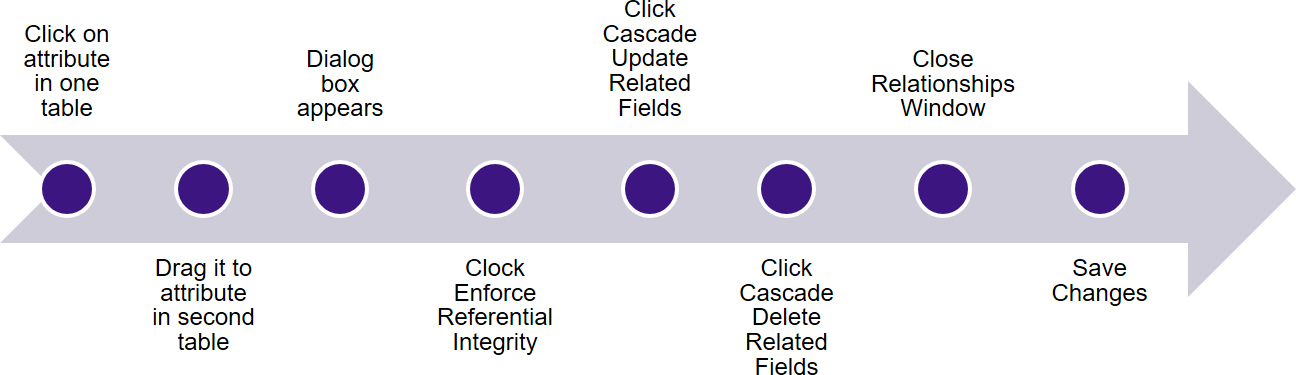 Click on
attribute
in one
table
Drag it to
attribute
in second
table
Dialog
box
appears
Clock
Enforce
Referential
Integrity
Click
Cascade
Update
Related
Fields
Click
Cascade
Delete
Related
Fields
Close
Relationships
Window
Save
Changes